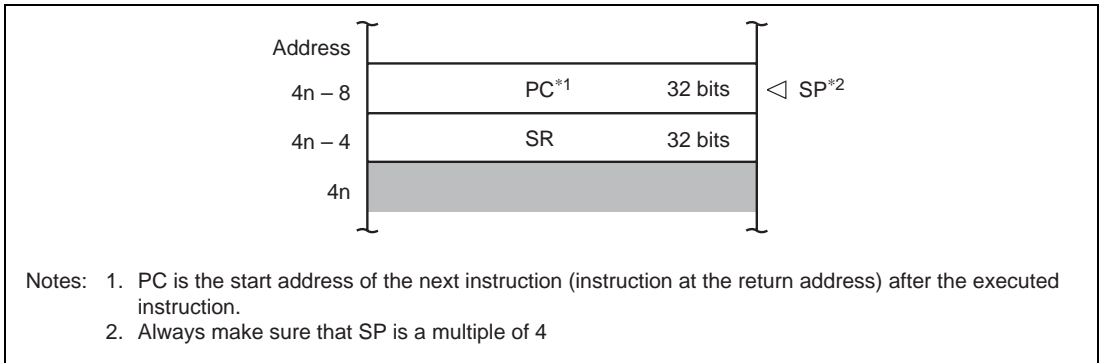 Address
4n – 8 PC*1 32 bits ◁ SP*2
4n – 4 SR 32 bits
4n
Notes: 1. PC is the start address of the next instruction (instruction at the return address) after the executed
instruction.
2. Always make sure that SP is a multiple of 4